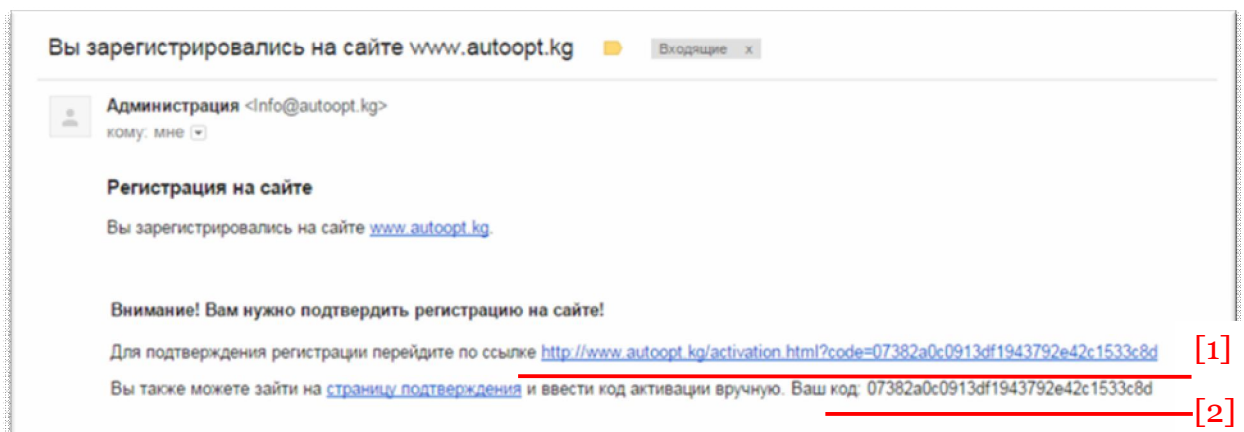 Вы зарегистрировались на сайте www.autoopt.kg Входящие x
Администрация <Info@autoopt.kg>
кому: мне
Регистрация на сайте
Вы зарегистрировались на сайте www.autoopt.kg.
Внимание! Вам нужно подтвердить регистрацию на сайте!
Для подтверждения регистрации перейдите по ссылке http://www.autoopt.kg/activation.html?code=07382a0c0913df1943792e42c1533c8d [1]
Вы также можете зайти на страницу подтверждения и ввести код активации вручную. Ваш код: 07382a0c0913df1943792e42c1533c8d
[2]